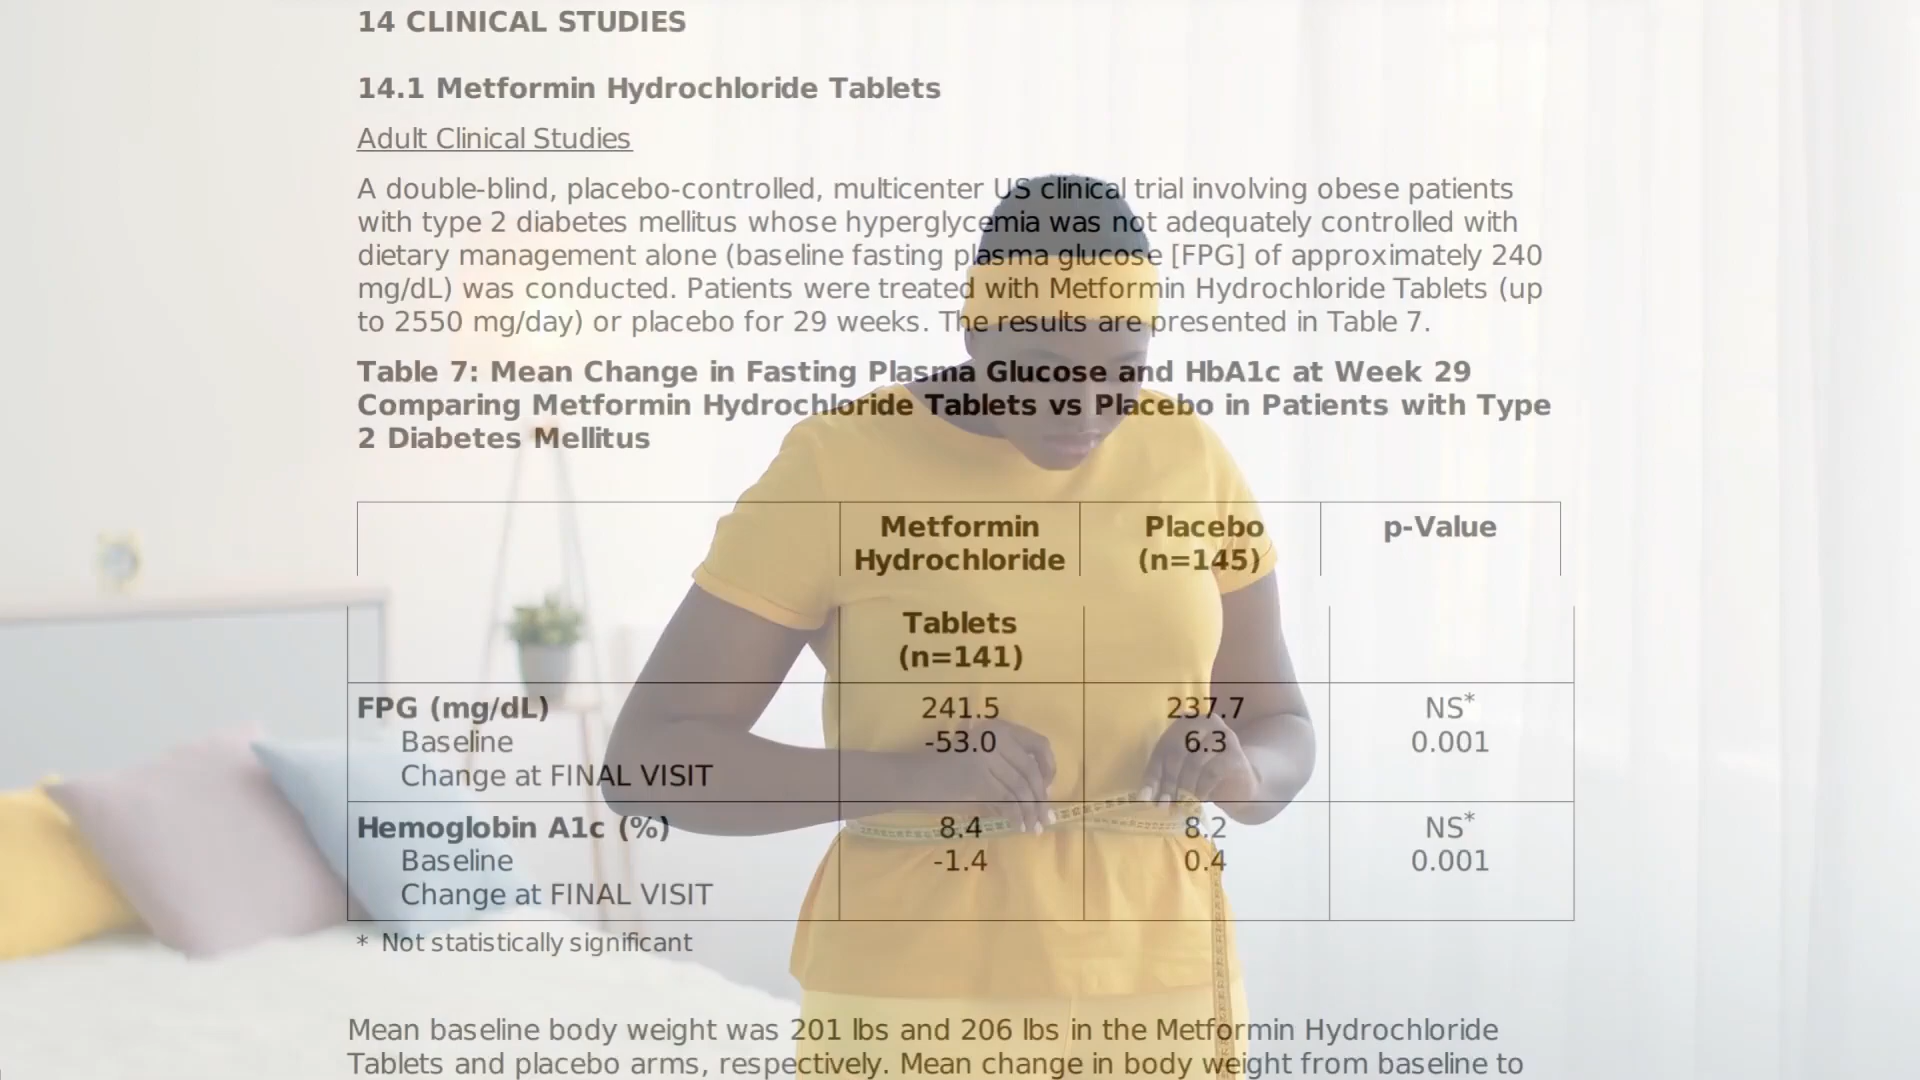 14 CLINICAL STUDIES
14.1 Metformin Hydrochloride Tablets
Adult Clinical Studies
A double-blind, placebo-controlled, multicenter US clinical trial involving obese patients
with type 2 diabetes mellitus whose hyperglycemia was not adequately controlled with
dietary management alone (baseline fasting plasma glucose [FPG] of approximately 240
mg/dL) was conducted. Patients were treated with Metformin Hydrochloride Tablets (up
to 2550 mg/day) or placebo for 29 weeks. The results are presented in Table 7.
Table 7: Mean Change in Fasting Plasma Glucose and HbA1c at Week 29
Comparing Metformin Hydrochloride Tablets vs Placebo in Patients with Type
2 Diabetes Mellitus
Metformin Placebo p-Value
Hydrochloride (n=145)
Tablets
(n=141)
FPG (mg/dL) 241.5 237.7 NS*
Baseline -53.0 6.3 0.001
Change at FINAL VISIT
Hemoglobin A1c (%) 8.4 8.2 NS*
Baseline -1.4 0.4 0.001
Change at FINAL VISIT
* Not statistically significant
Mean baseline body weight was 201 lbs and 206 lbs in the Metformin Hydrochloride
Tablets and placebo arms, respectively. Mean change in body weight from baseline to